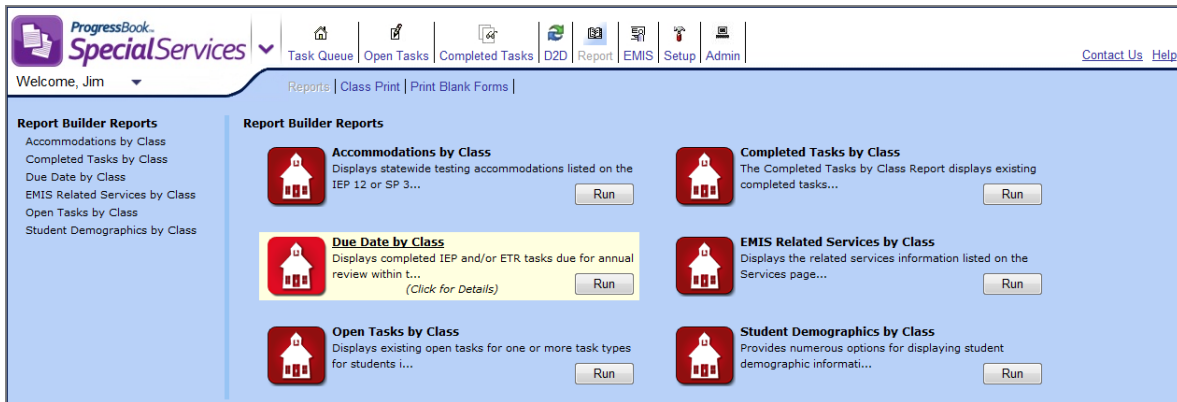 ProgressBook
SpecialServices
Task Queue | Open Tasks | Completed Tasks | D2D | Report | EMIS | Setup | Admin |
Contact Us Help
Welcome, Jim
Reports | Class Print | Print Blank Forms |
Report Builder Reports
Accommodations by Class
Completed Tasks by Class
Due Date by Class
EMIS Related Services by Class
Open Tasks by Class
Student Demographics by Class
Report Builder Reports
Accommodations by Class
Displays statewide testing accommodations listed on the
IEP 12 or SP 3...
Run
Completed Tasks by Class
The Completed Tasks by Class Report displays existing
completed tasks...
Run
Due Date by Class
Displays completed IEP and/or ETR tasks due for annual
review within t...
(Click for Details)
Run
EMIS Related Services by Class
Displays the related services information listed on the
Services page...
Run
Open Tasks by Class
Displays existing open tasks for one or more task types
for students i...
Run
Student Demographics by Class
Provides numerous options for displaying student
demographic informati...
Run